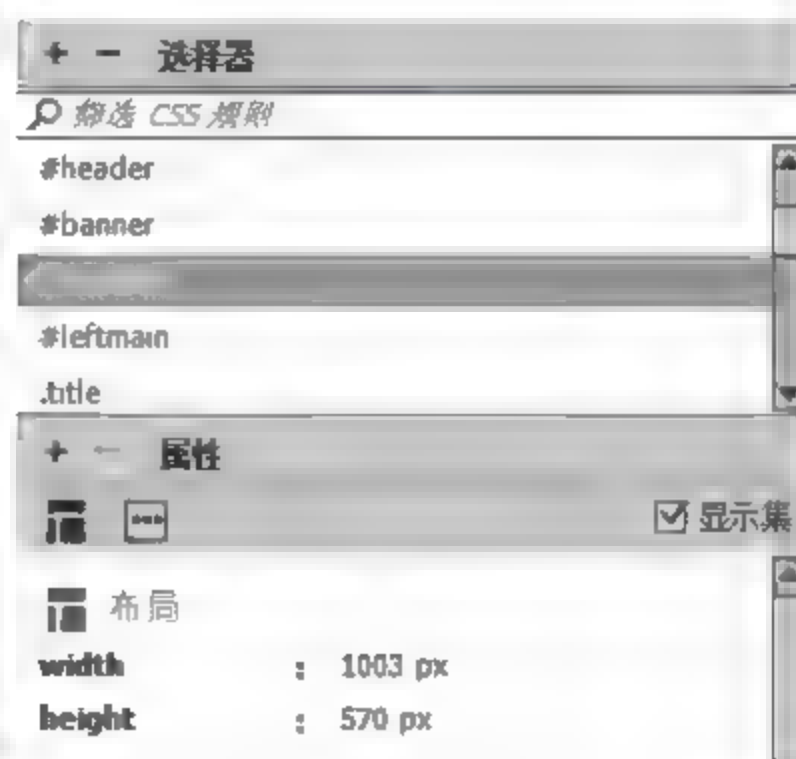 + - 选择器
筛选 CSS 规则
#header
#banner
#leftmain
.title
+ - 属性
显示集
布局
width : 1003 px
height : 570 px